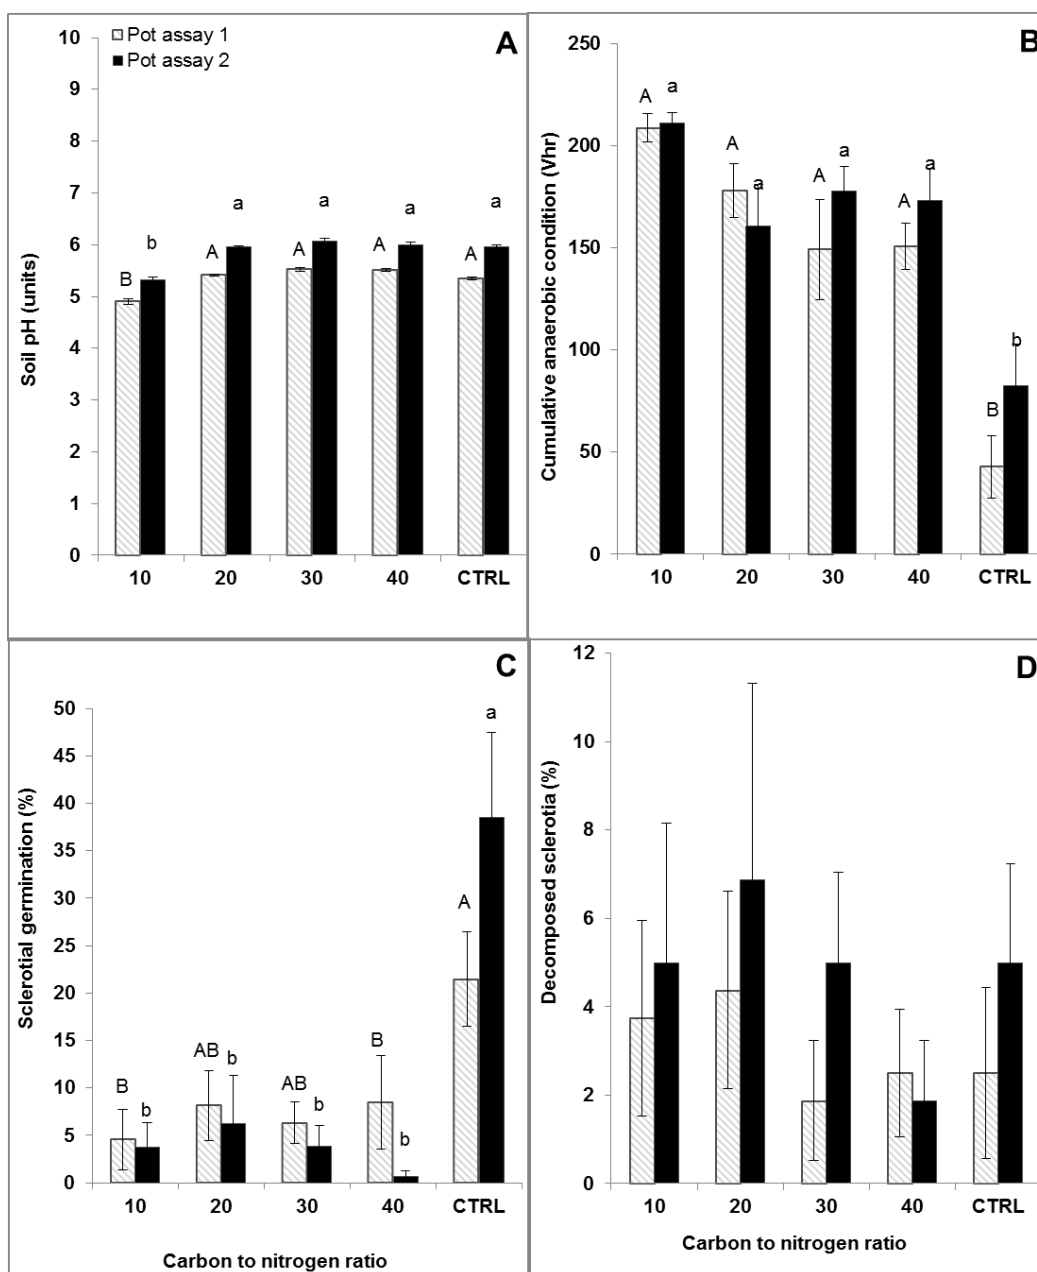 A
Pot assay 1
Pot assay 2
10
9
8
7
6
5
4
3
2
1
0
Soil pH (units)
B
b
A
a
A
a
A
a
A
a
10
20
30
40
CTRL
B
250
200
150
100
50
0
Cumulative anaerobic condition (Vhr)
A
a
A
a
A
a
A
a
B
b
10
20
30
40
CTRL
C
50
45
40
35
30
25
20
15
10
5
0
Sclerotial germination (%)
B
b
AB
b
AB
b
B
b
A
a
10
20
30
40
CTRL
Carbon to nitrogen ratio
D
12
10
8
6
4
2
0
Decomposed sclerotia (%)
10
20
30
40
CTRL
Carbon to nitrogen ratio